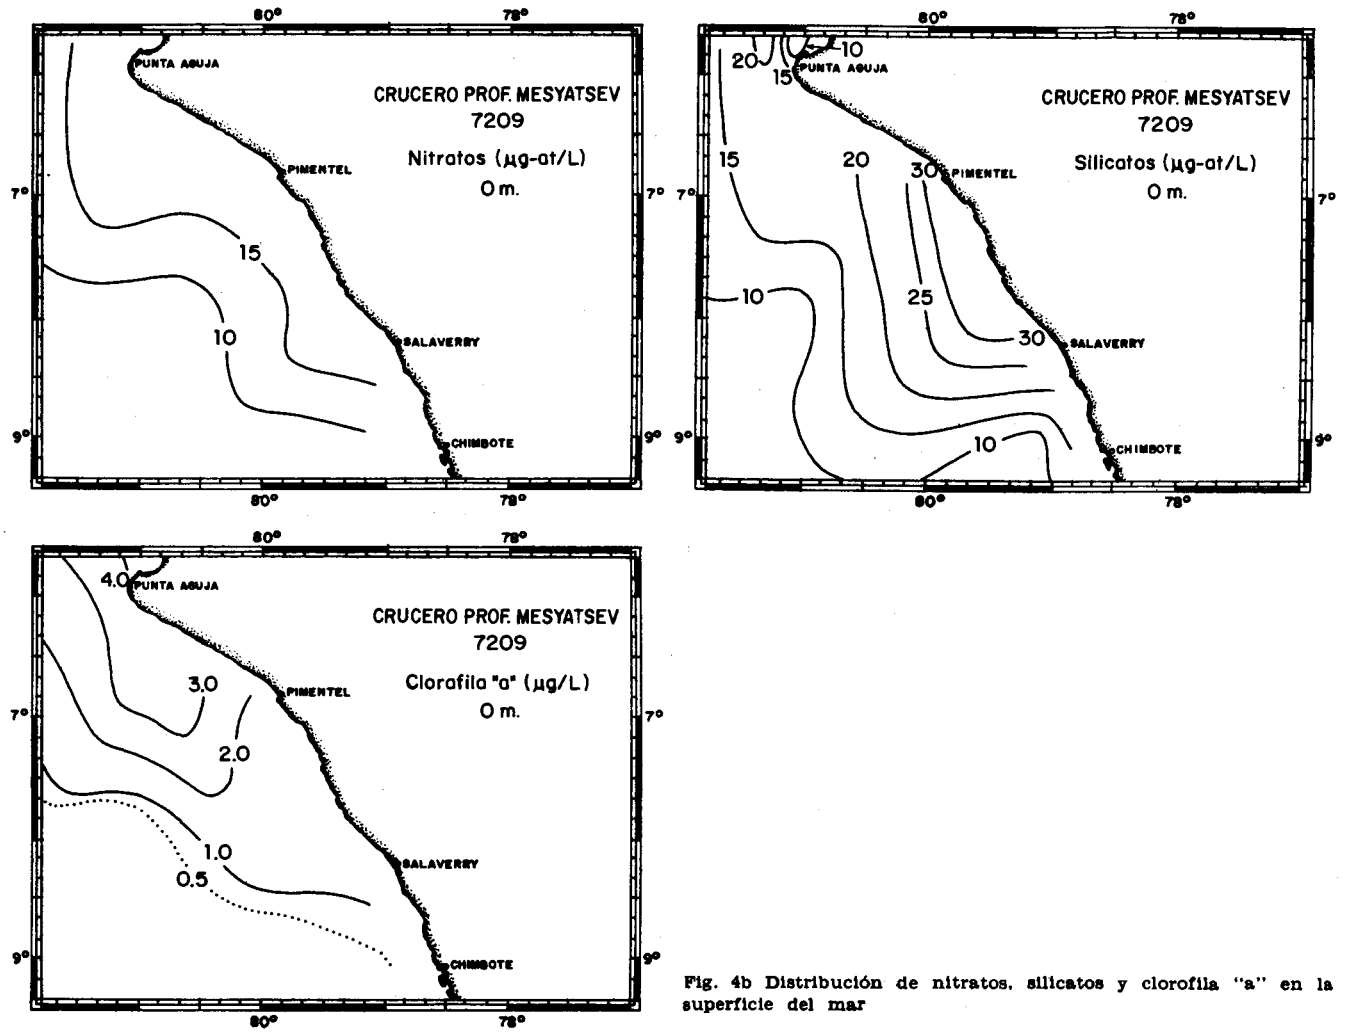 80° 78°
PUNTA AGUJA
CRUCERO PROF. MESYATSEV
7209
Nitratos (µg-at/L)
0 m.
PIMENTEL
7° 7°
15
10
SALAVERRY
9° 9°
CHIMBOTE
80° 78°
80° 78°
10
20
15
PUNTA AGUJA
CRUCERO PROF. MESYATSEV
7209
Silicatos (µg-at/L)
0 m.
15 20 30
PIMENTEL
7° 7°
10 25
30
SALAVERRY
9° 9°
10
CHIMBOTE
80° 78°
80° 78°
4.0
PUNTA AGUJA
CRUCERO PROF. MESYATSEV
7209
Clorafila "a" (µg/L)
0 m.
3.0
PIMENTEL
7° 7°
2.0
1.0
0.5
SALAVERRY
9° 9°
CHIMBOTE
80° 78°
Fig. 4b Distribución de nitratos, silicatos y clorofila "a" en la
superficie del mar